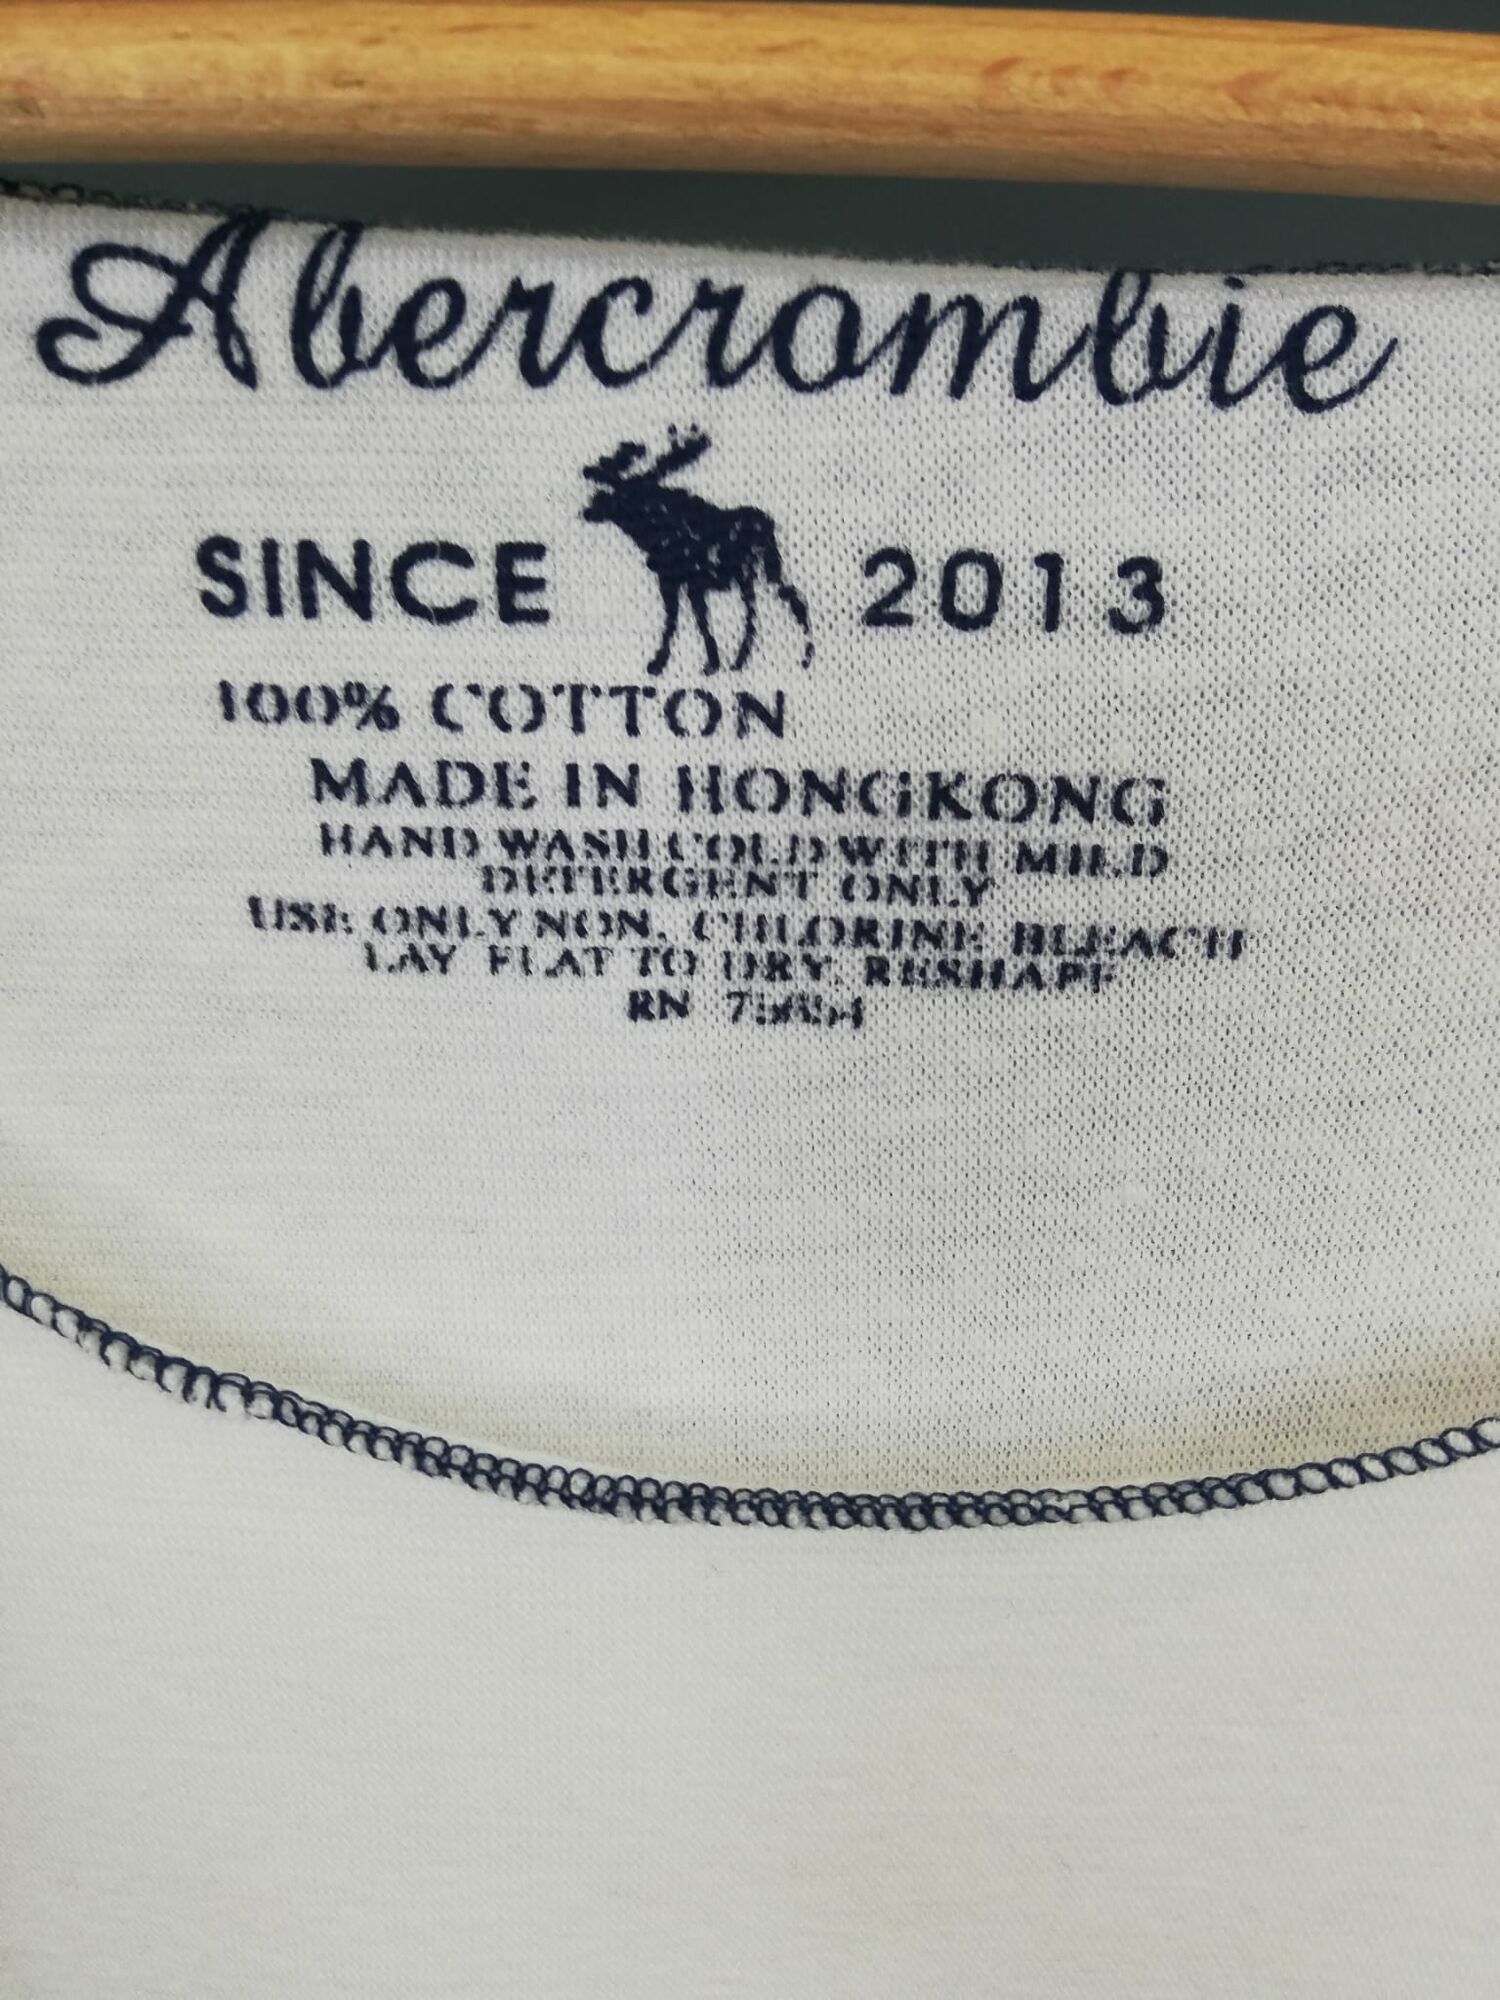 Abercrombie
SINCE 2013
100% COTTON
MADE IN HONGKONG
HAND WASH COLD WITH MILD
DETERGENT ONLY
USE ONLY NON. CHLORINE BLEACH
LAY FLAT TO DRY. RESHAPE
RN